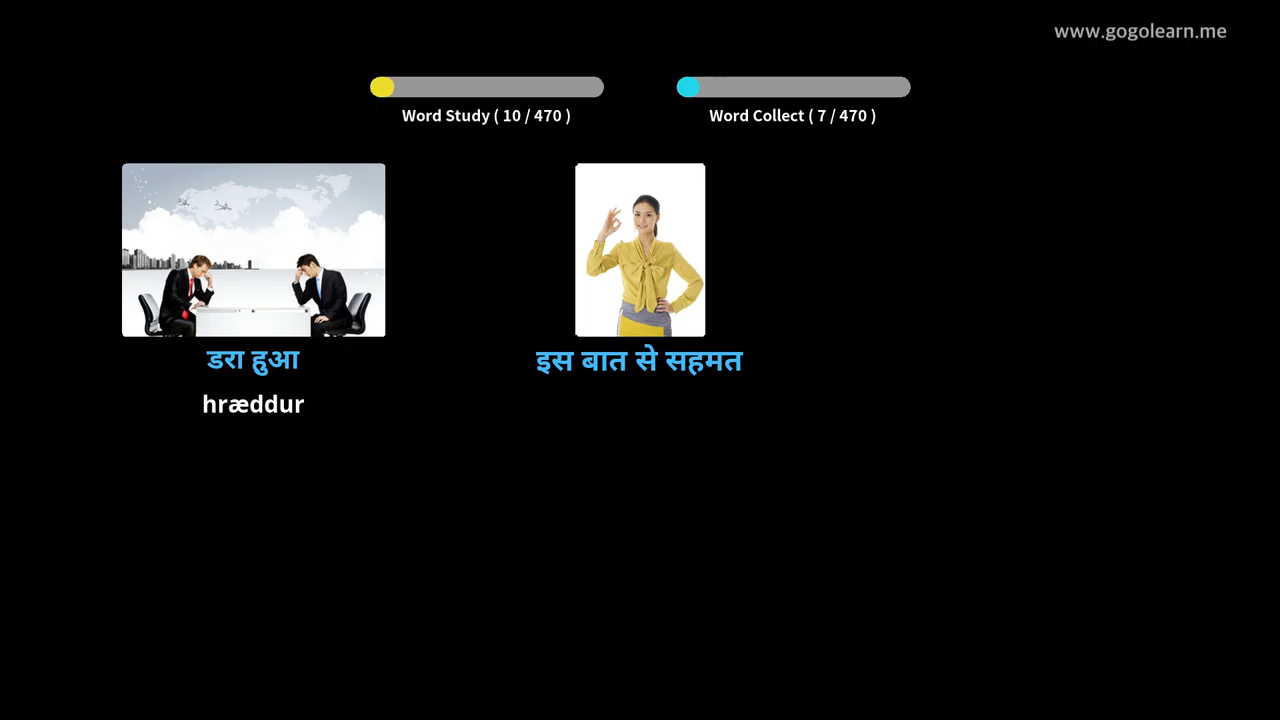 www.gogolearn.me
Word Study ( 10 / 470 )
Word Collect ( 7 / 470 )
डरा हुआ
hræddur
इस बात से सहमत